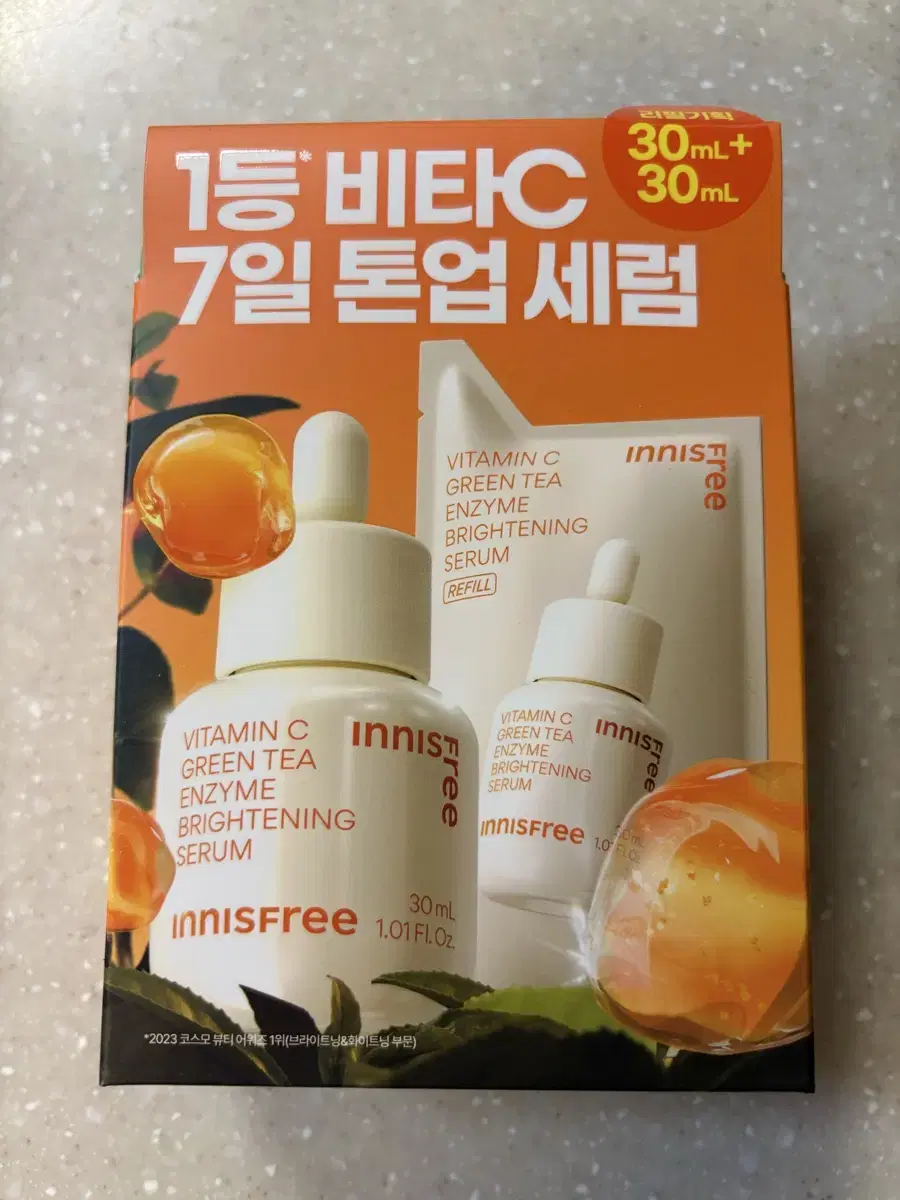 1등* 비타C
7일 톤업 세럼
리필기획
30mL+
30mL
VITAMIN C
GREEN TEA
ENZYME
BRIGHTENING
SERUM
REFILL
INNISFree
VITAMIN C
GREEN TEA
ENZYME
BRIGHTENING
SERUM
INNISFree
INNISFree
30 mL
1.01 Fl. Oz.
VITAMIN C
GREEN TEA
ENZYME
BRIGHTENING
SERUM
INNISFree
INNISFree
30 mL
*2023 코스모 뷰티 어워즈 1위(브라이트닝&화이트닝 부문)